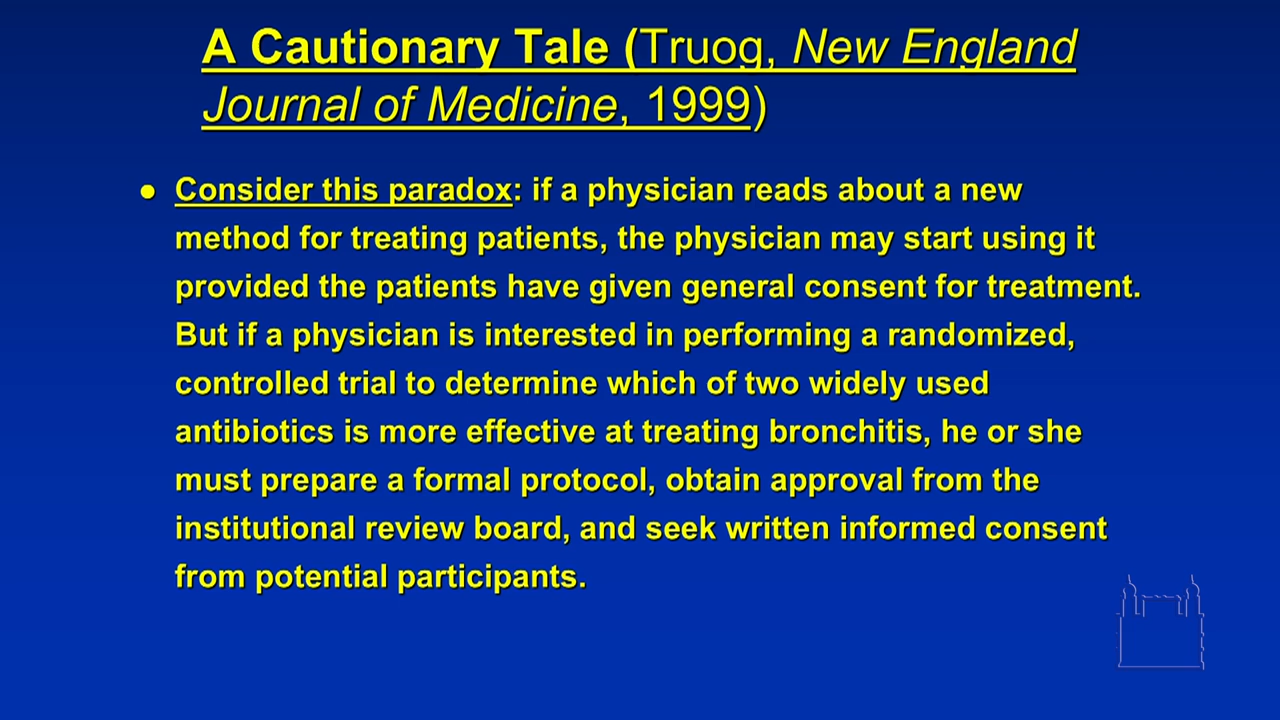 A Cautionary Tale (Truog, New England
Journal of Medicine, 1999)
● Consider this paradox: if a physician reads about a new
method for treating patients, the physician may start using it
provided the patients have given general consent for treatment.
But if a physician is interested in performing a randomized,
controlled trial to determine which of two widely used
antibiotics is more effective at treating bronchitis, he or she
must prepare a formal protocol, obtain approval from the
institutional review board, and seek written informed consent
from potential participants.